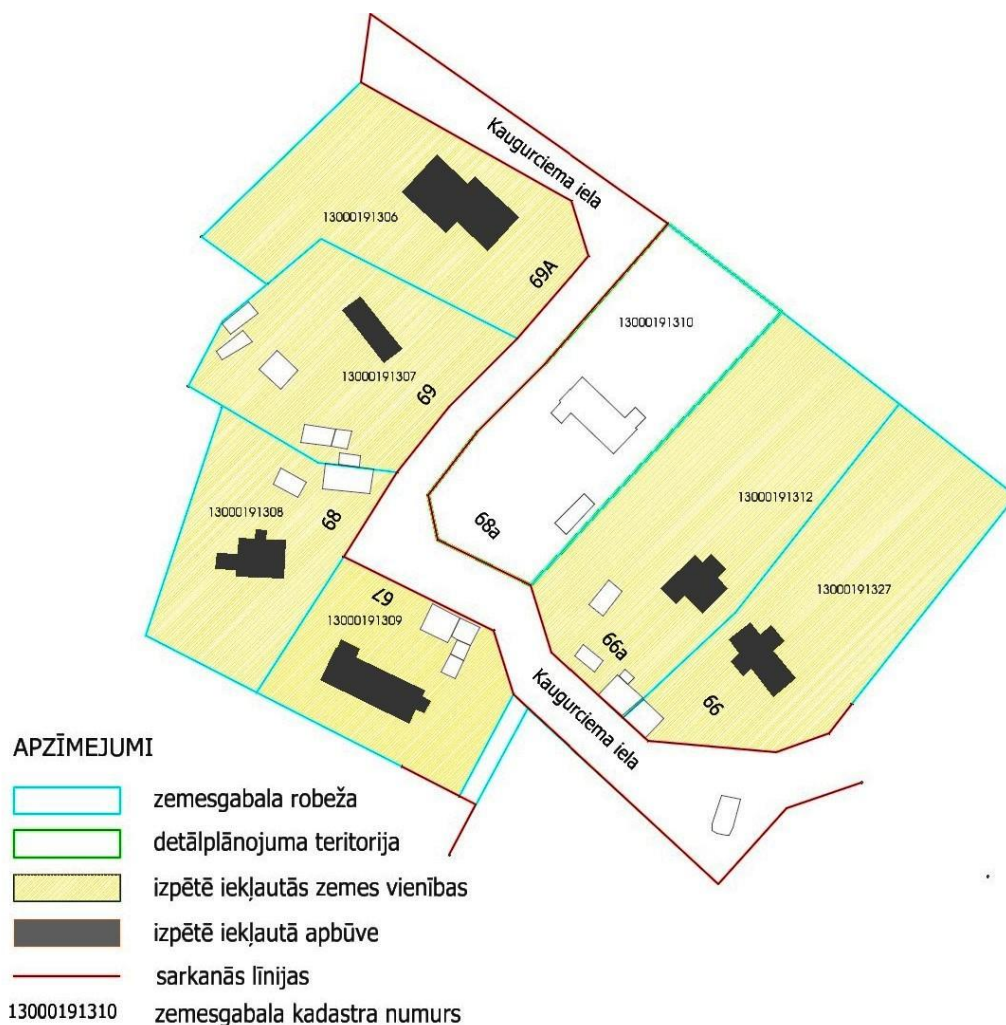 Kaugurciema iela
13000191306
69A
13000191310
13000191307
69
13000191312
13000191308
68
68a
13000191327
67
13000191309
66a
66
Kaugurciema iela
APZĪMEJUMI
zemesgabala robeža
detālplānojuma teritorija
izpētē iekļautās zemes vienības
izpētē iekļautā apbūve
sarkanās līnijas
13000191310 zemesgabala kadastra numurs